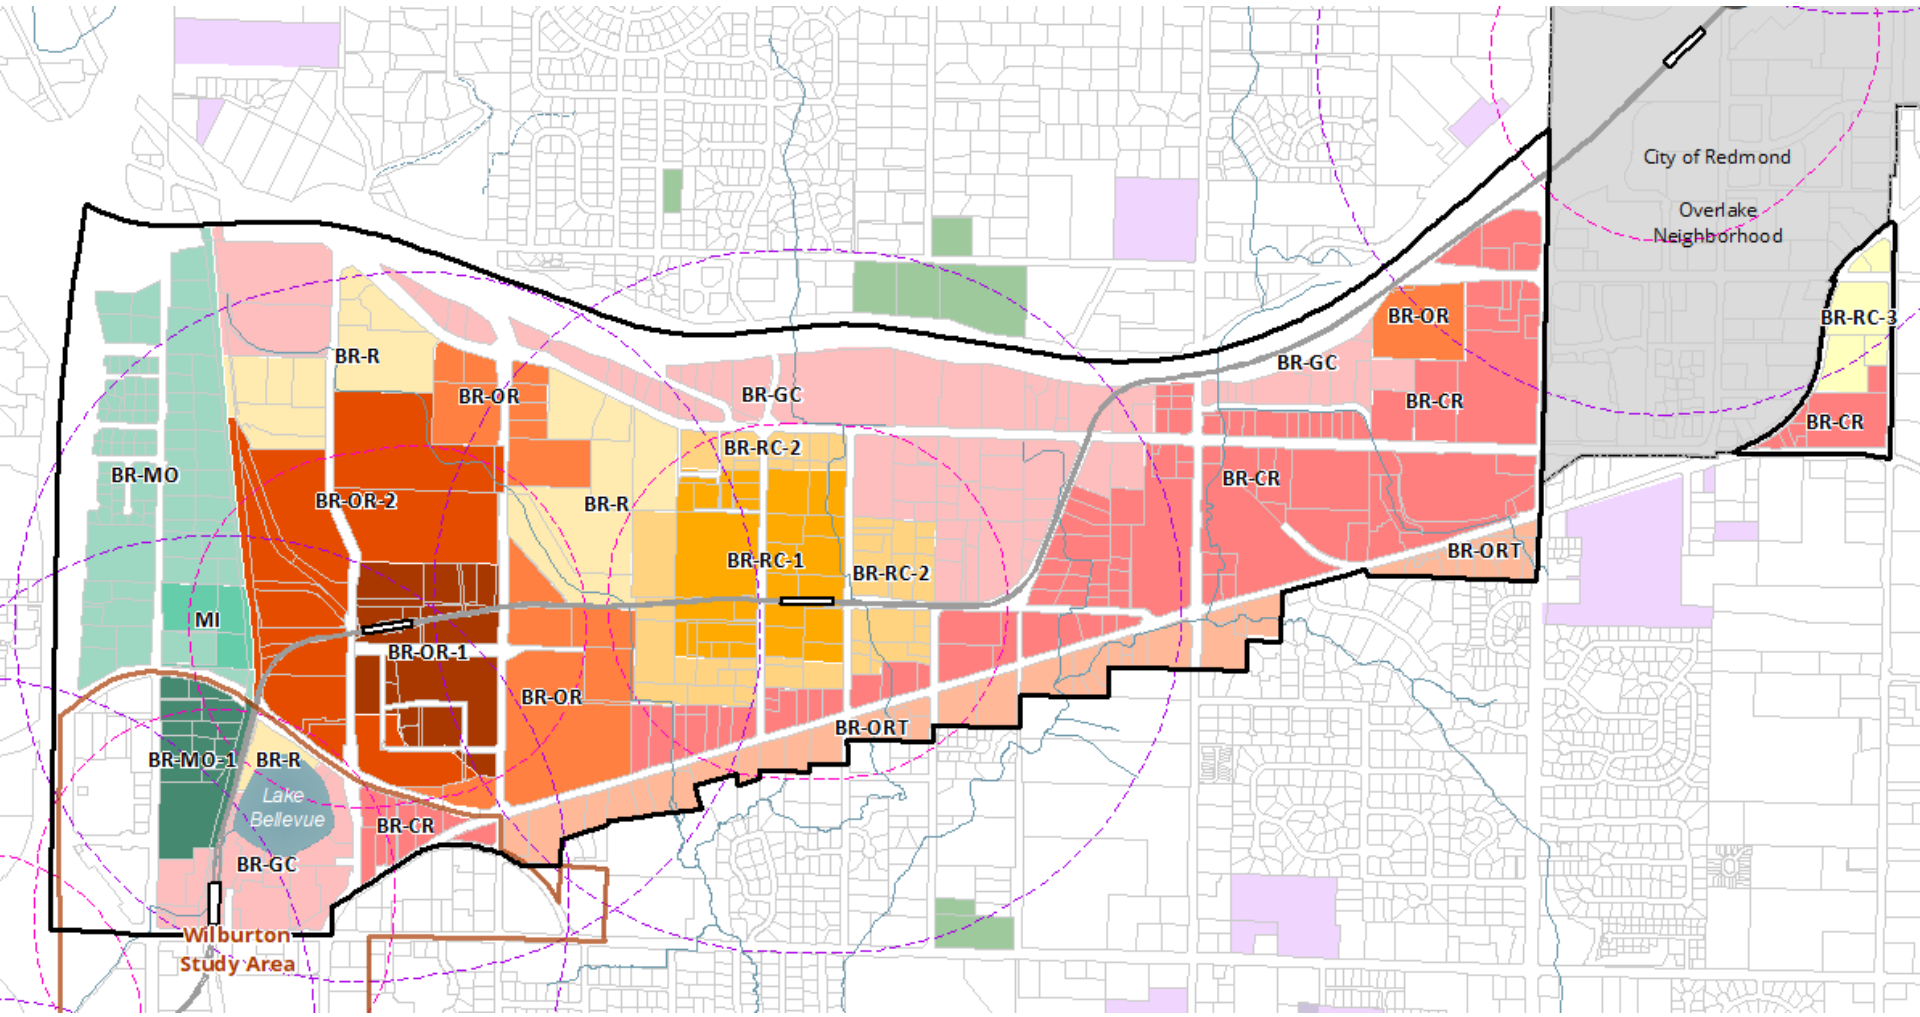 City of Redmond
Overlake
Neighborhood
BR-OR
BR-RC-3
BR-R
BR-GC
BR-OR
BR-GC
BR-CR
BR-CR
BR-RC-2
BR-MO
BR-CR
BR-OR-2
BR-R
BR-ORT
BR-RC-1
BR-RC-2
MI
BR-OR-1
BR-OR
BR-ORT
BR-MO-1
BR-R
Lake
Bellevue
BR-CR
BR-GC
Wilburton
Study Area